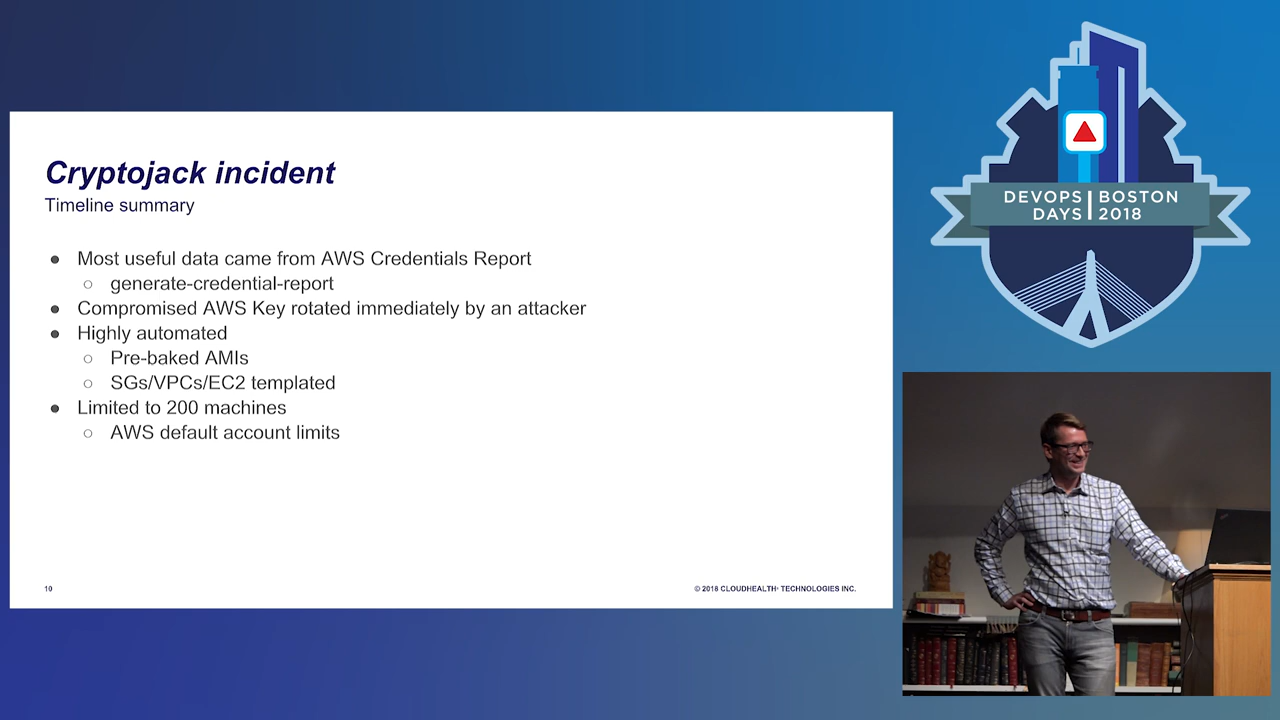 Cryptojack incident
Timeline summary
● Most useful data came from AWS Credentials Report
○ generate-credential-report
● Compromised AWS Key rotated immediately by an attacker
● Highly automated
○ Pre-baked AMIs
○ SGs/VPCs/EC2 templated
● Limited to 200 machines
○ AWS default account limits
10
© 2018 CLOUDHEALTH® TECHNOLOGIES INC.
DEVOPS DAYS | BOSTON 2018